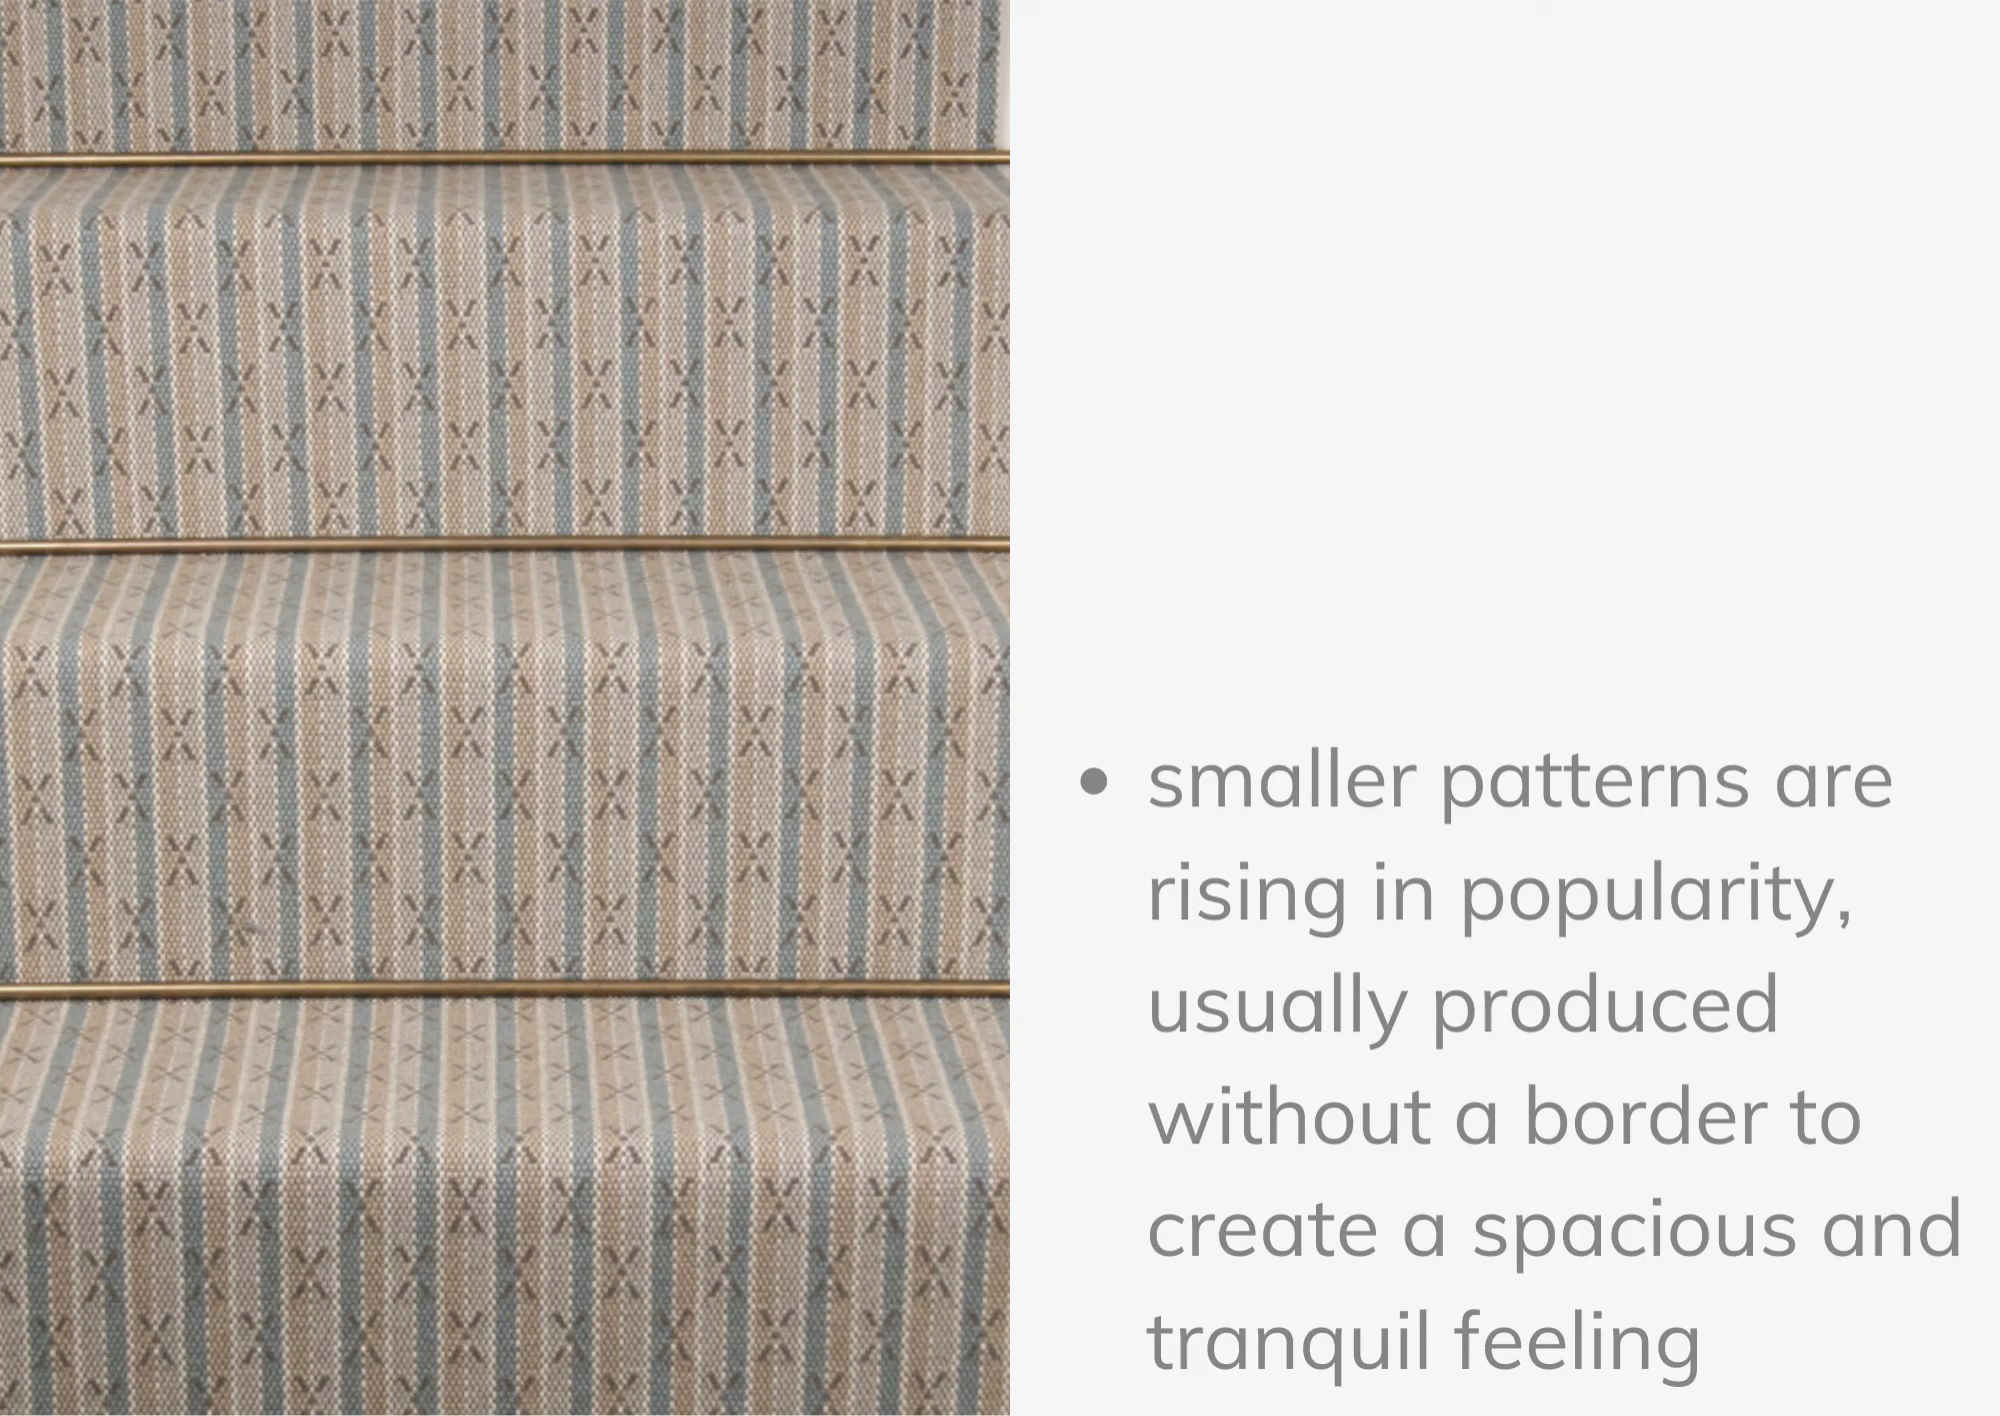 • smaller patterns are
rising in popularity,
usually produced
without a border to
create a spacious and
tranquil feeling